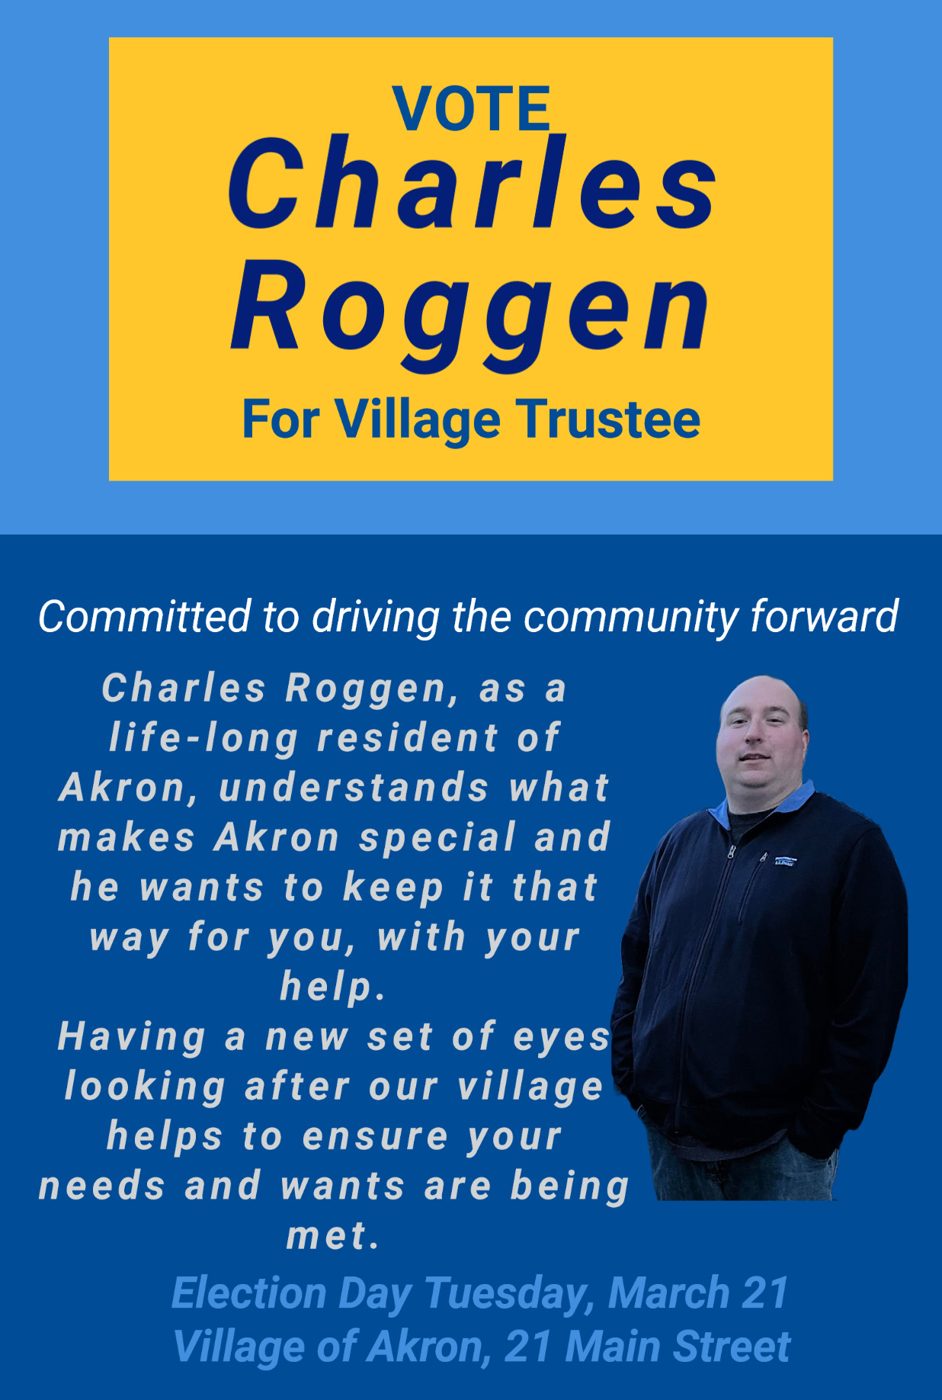 VOTE
Charles
Roggen
For Village Trustee
Committed to driving the community forward
Charles Roggen, as a
life-long resident of
Akron, understands what
makes Akron special and
he wants to keep it that
way for you, with your
help.
Having a new set of eyes
looking after our village
helps to ensure your
needs and wants are being
met.
Election Day Tuesday, March 21
Village of Akron, 21 Main Street